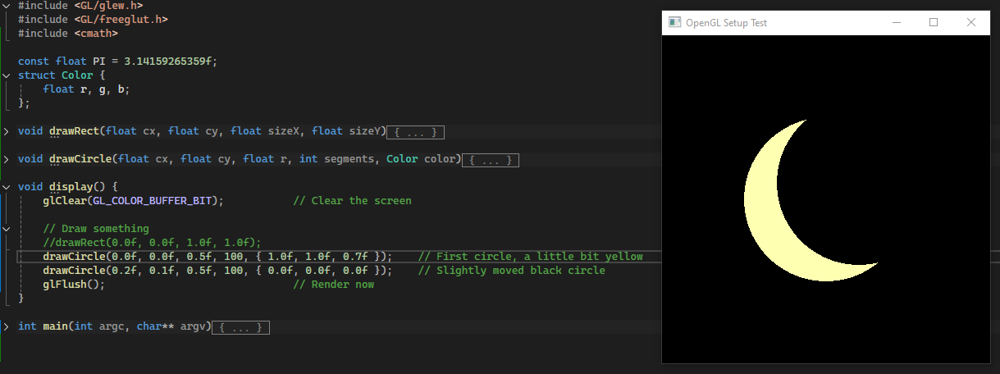 #include <GL/glew.h>
#include <GL/freeglut.h>
#include <cmath>
const float PI = 3.14159265359f;
struct Color {
float r, g, b;
};
void drawRect(float cx, float cy, float sizeX, float sizeY){ ... }
void drawCircle(float cx, float cy, float r, int segments, Color color){ ... }
void display() {
glClear(GL_COLOR_BUFFER_BIT); // Clear the screen
// Draw something
//drawRect(0.0f, 0.0f, 1.0f, 1.0f);
drawCircle(0.0f, 0.0f, 0.5f, 100, { 1.0f, 1.0f, 0.7f }); // First circle, a little bit yellow
drawCircle(0.2f, 0.1f, 0.5f, 100, { 0.0f, 0.0f, 0.0f }); // Slightly moved black circle
glFlush(); // Render now
}
int main(int argc, char** argv){ ... }
OpenGL Setup Test